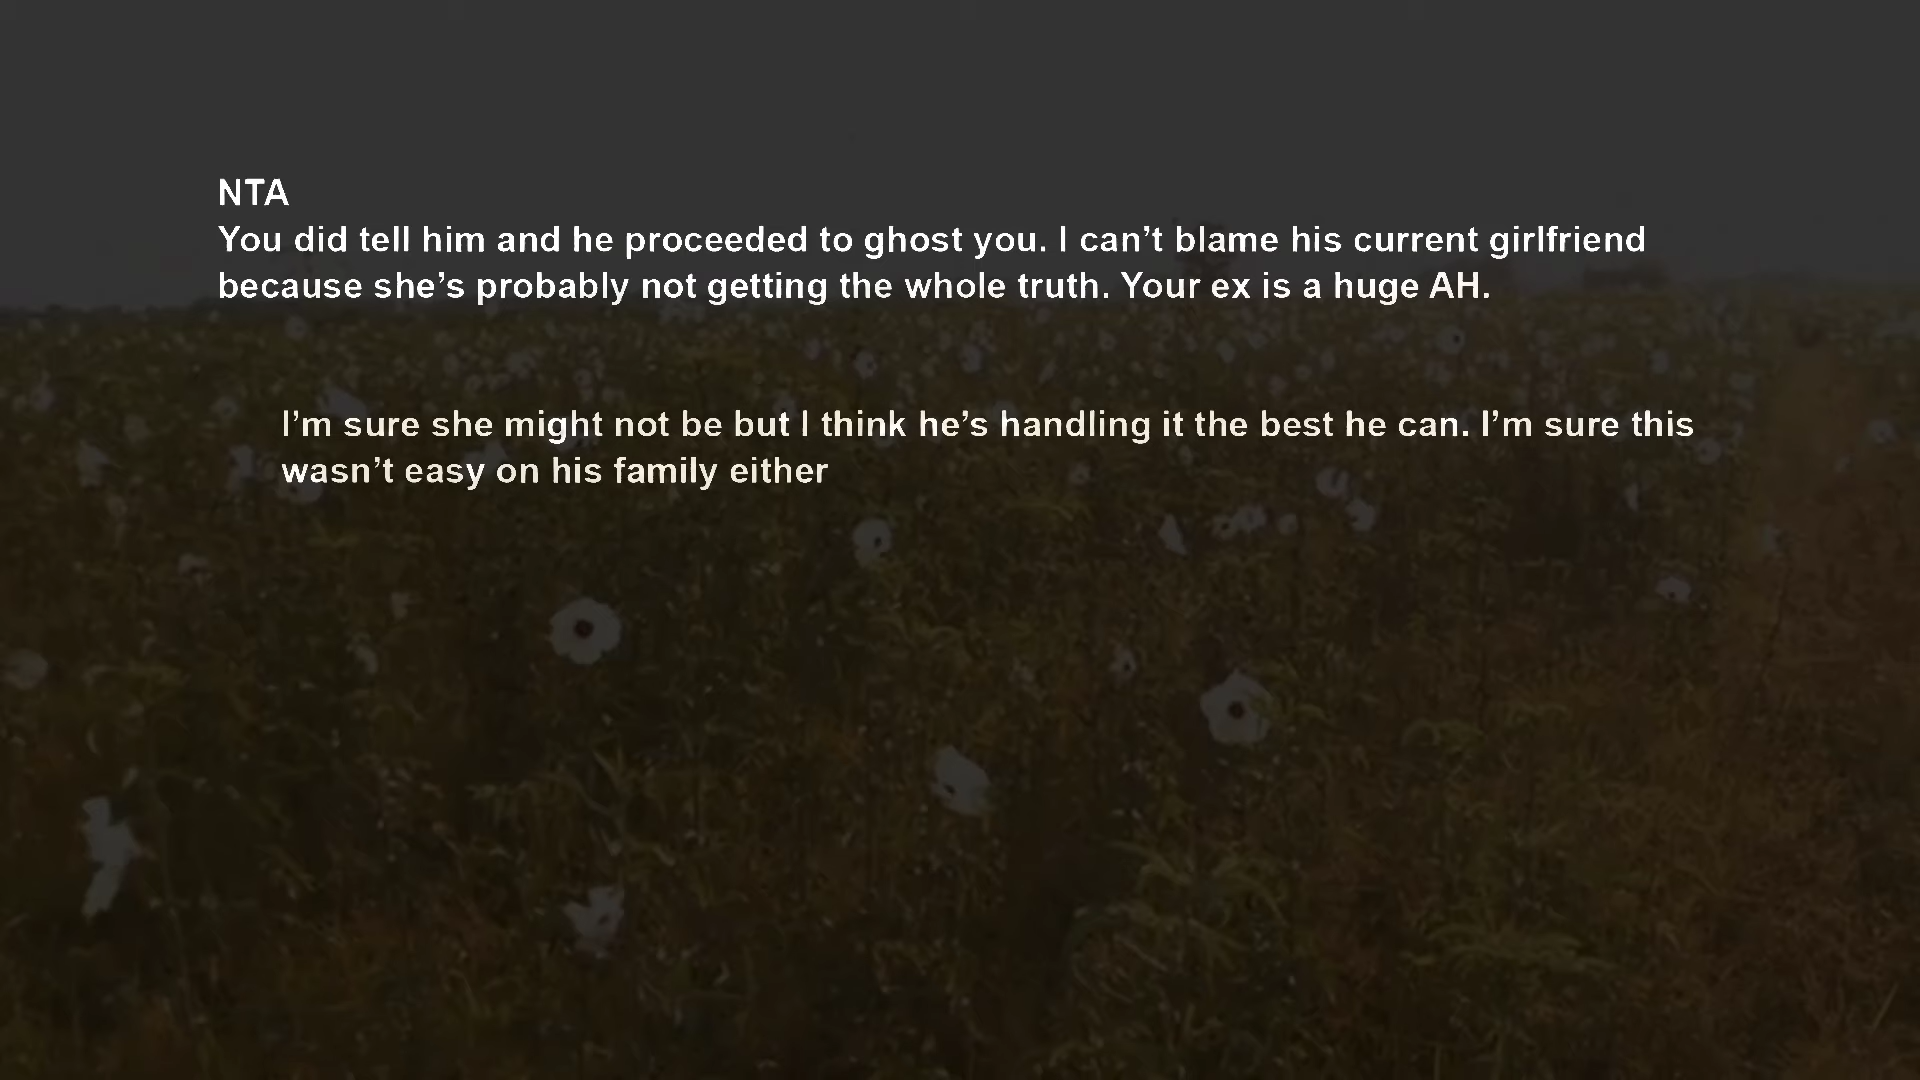 NTA
You did tell him and he proceeded to ghost you. I can’t blame his current girlfriend
because she’s probably not getting the whole truth. Your ex is a huge AH.
I’m sure she might not be but I think he’s handling it the best he can. I’m sure this
wasn’t easy on his family either